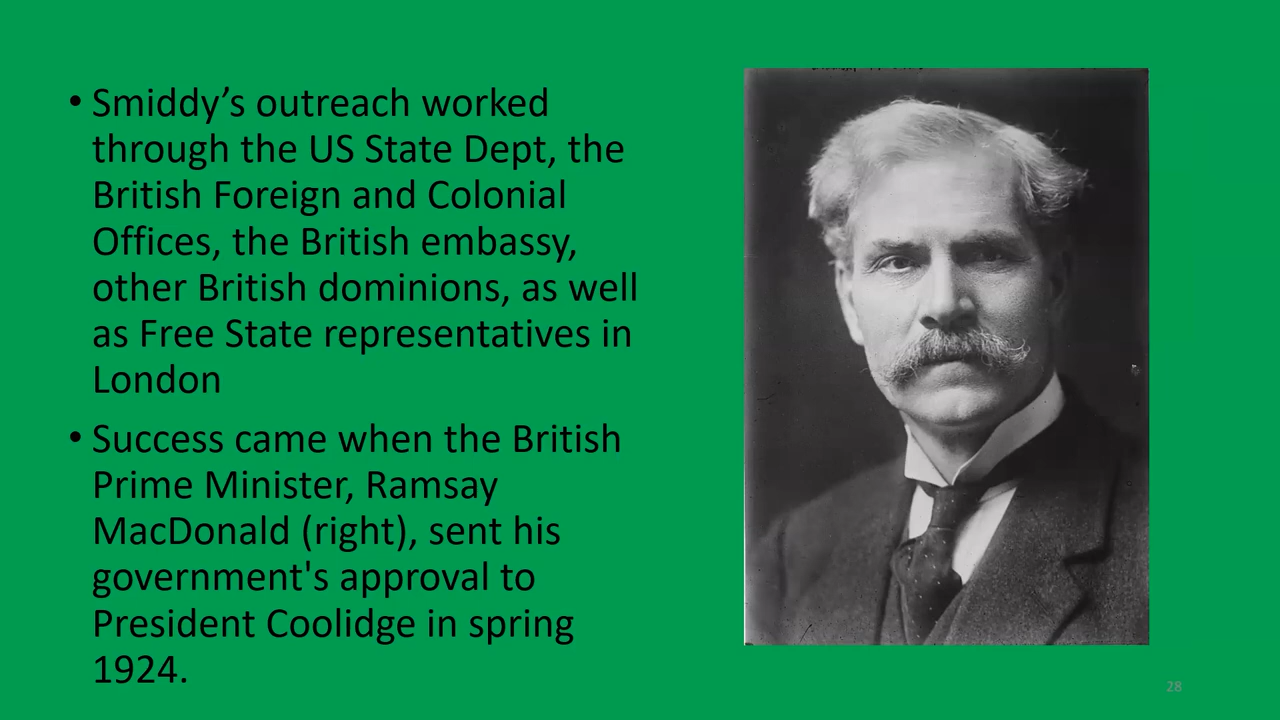 • Smiddy’s outreach worked
through the US State Dept, the
British Foreign and Colonial
Offices, the British embassy,
other British dominions, as well
as Free State representatives in
London
• Success came when the British
Prime Minister, Ramsay
MacDonald (right), sent his
government's approval to
President Coolidge in spring
1924.
28